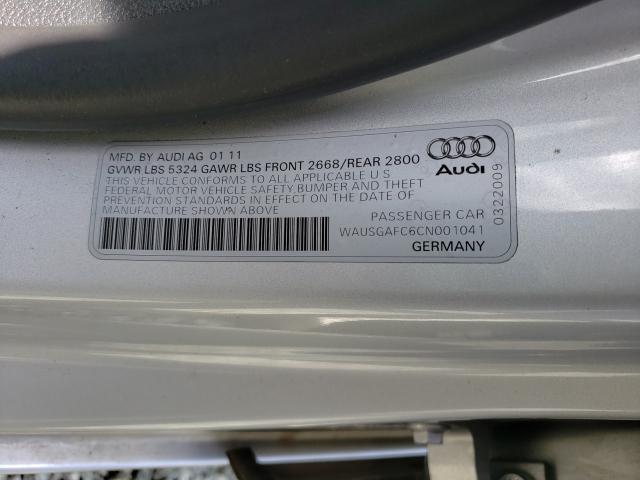 MFD. BY AUDI AG 01 11
GVWR LBS 5324 GAWR LBS FRONT 2668/REAR 2800
THIS VEHICLE CONFORMS TO ALL APPLICABLE U S
FEDERAL MOTOR VEHICLE SAFETY BUMPER AND THEFT
PREVENTION STANDARDS IN EFFECT ON THE DATE OF
MANUFACTURE SHOWN ABOVE
Audi
PASSENGER CAR
WAUSGAFC6CN001041
GERMANY
0322009